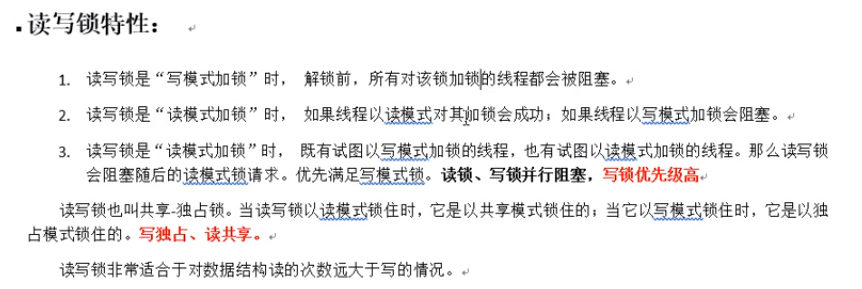 读写锁特性:
1. 读写锁是“写模式加锁”时, 解锁前,所有对该锁加锁的线程都会被阻塞。
2. 读写锁是“读模式加锁”时, 如果线程以读模式对其加锁会成功;如果线程以写模式加锁会阻塞。
3. 读写锁是“读模式加锁”时, 既有试图以写模式加锁的线程,也有试图以读模式加锁的线程。那么读写锁
会阻塞随后的读模式锁请求。优先满足写模式锁。读锁、写锁并行阻塞,写锁优先级高
读写锁也叫共享-独占锁。当读写锁以读模式锁住时,它是以共享模式锁住的;当它以写模式锁住时,它是以独
占模式锁住的。写独占、读共享。
读写锁非常适合于对数据结构读的次数远大于写的情况。